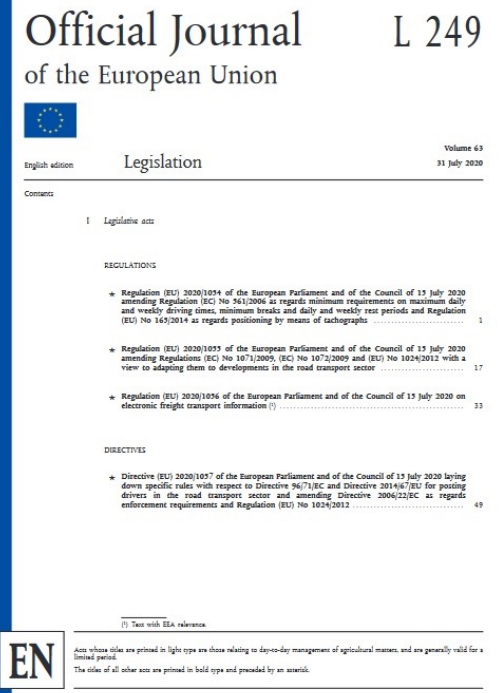 Official Journal L 249
of the European Union
Volume 63
English edition Legislation 31 July 2020
Contents
I Legislative acts
REGULATIONS
★ Regulation (EU) 2020/1054 of the European Parliament and of the Council of 15 July 2020
amending Regulation (EC) No 561/2006 as regards minimum requirements on maximum daily
and weekly driving times, minimum breaks and daily and weekly rest periods and Regulation
(EU) No 165/2014 as regards positioning by means of tachographs ........................... 1
★ Regulation (EU) 2020/1055 of the European Parliament and of the Council of 15 July 2020
amending Regulations (EC) No 1071/2009, (EC) No 1072/2009 and (EU) No 1024/2012 with a
view to adapting them to developments in the road transport sector ......................... 17
★ Regulation (EU) 2020/1056 of the European Parliament and of the Council of 15 July 2020 on
electronic freight transport information (¹) ....................................................... 33
DIRECTIVES
★ Directive (EU) 2020/1057 of the European Parliament and of the Council of 15 July 2020 laying
down specific rules with respect to Directive 96/71/EC and Directive 2014/67/EU for posting
drivers in the road transport sector and amending Directive 2006/22/EC as regards
enforcement requirements and Regulation (EU) No 1024/2012 ................................. 49
(¹) Text with EEA relevance.
EN
Acts whose titles are printed in light type are those relating to day-to-day management of agricultural matters, and are generally valid for a
limited period.
The titles of all other acts are printed in bold type and preceded by an asterisk.